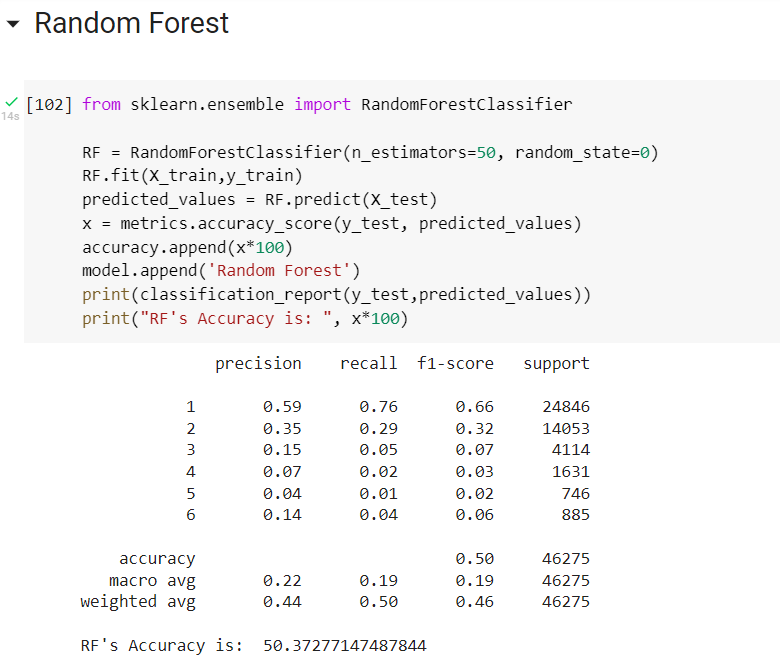 Random Forest
[102] from sklearn.ensemble import RandomForestClassifier
14s
RF = RandomForestClassifier(n_estimators=50, random_state=0)
RF.fit(X_train,y_train)
predicted_values = RF.predict(X_test)
x = metrics.accuracy_score(y_test, predicted_values)
accuracy.append(x*100)
model.append('Random Forest')
print(classification_report(y_test,predicted_values))
print("RF's Accuracy is: ", x*100)
precision recall f1-score support
1 0.59 0.76 0.66 24846
2 0.35 0.29 0.32 14053
3 0.15 0.05 0.07 4114
4 0.07 0.02 0.03 1631
5 0.04 0.01 0.02 746
6 0.14 0.04 0.06 885
accuracy 0.50 46275
macro avg 0.22 0.19 0.19 46275
weighted avg 0.44 0.50 0.46 46275
RF's Accuracy is: 50.37277147487844